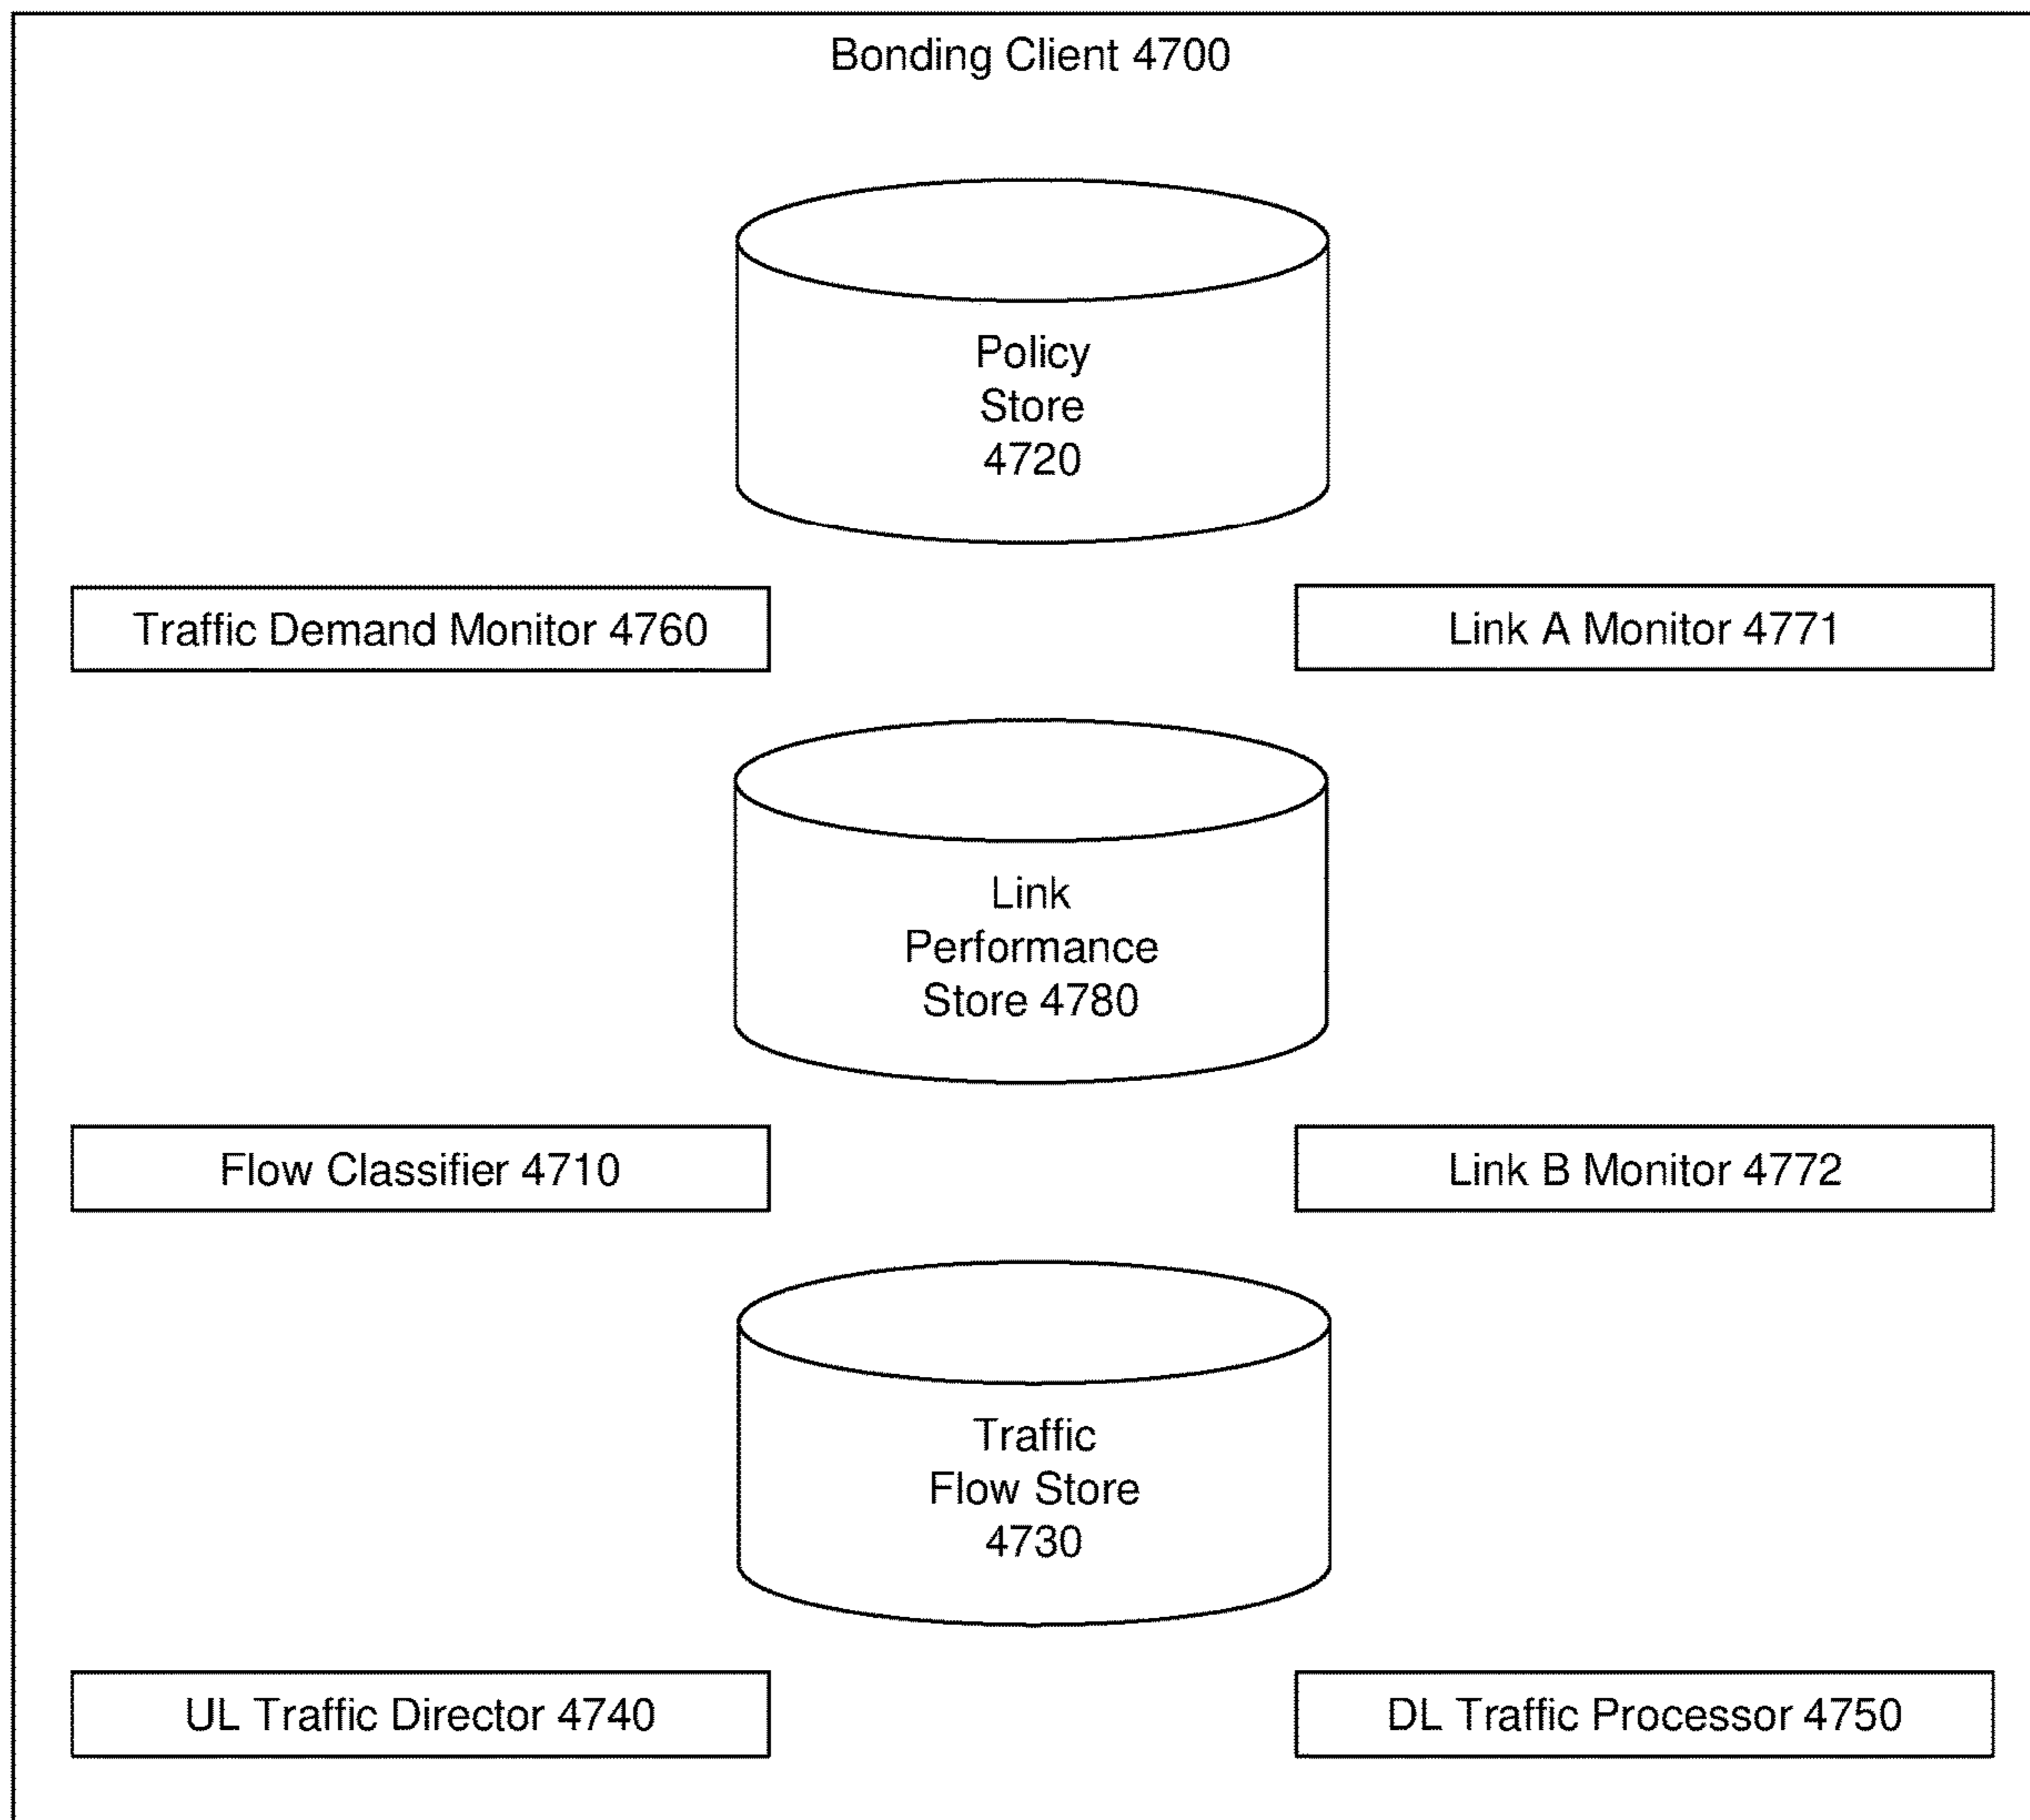 Bonding Client 4700
Policy
Store
4720
Traffic Demand Monitor 4760
Link A Monitor 4771
Link
Performance
Store 4780
Flow Classifier 4710
Link B Monitor 4772
Traffic
Flow Store
4730
UL Traffic Director 4740
DL Traffic Processor 4750